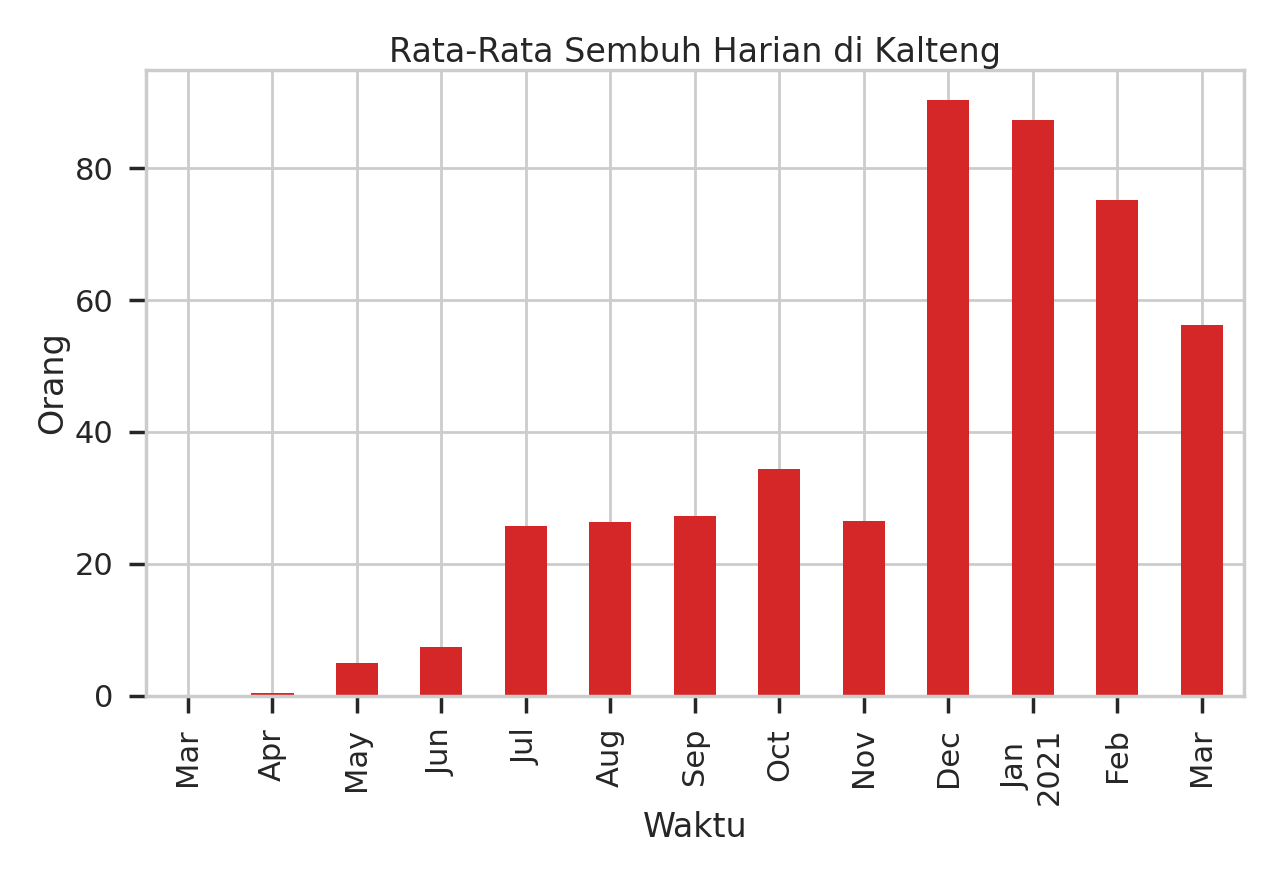 Rata-Rata Sembuh Harian di Kalteng
Orang
80
60
40
20
0
Mar
Apr
May
Jun
Jul
Aug
Sep
Oct
Nov
Dec
Jan
2021
Feb
Mar
Waktu